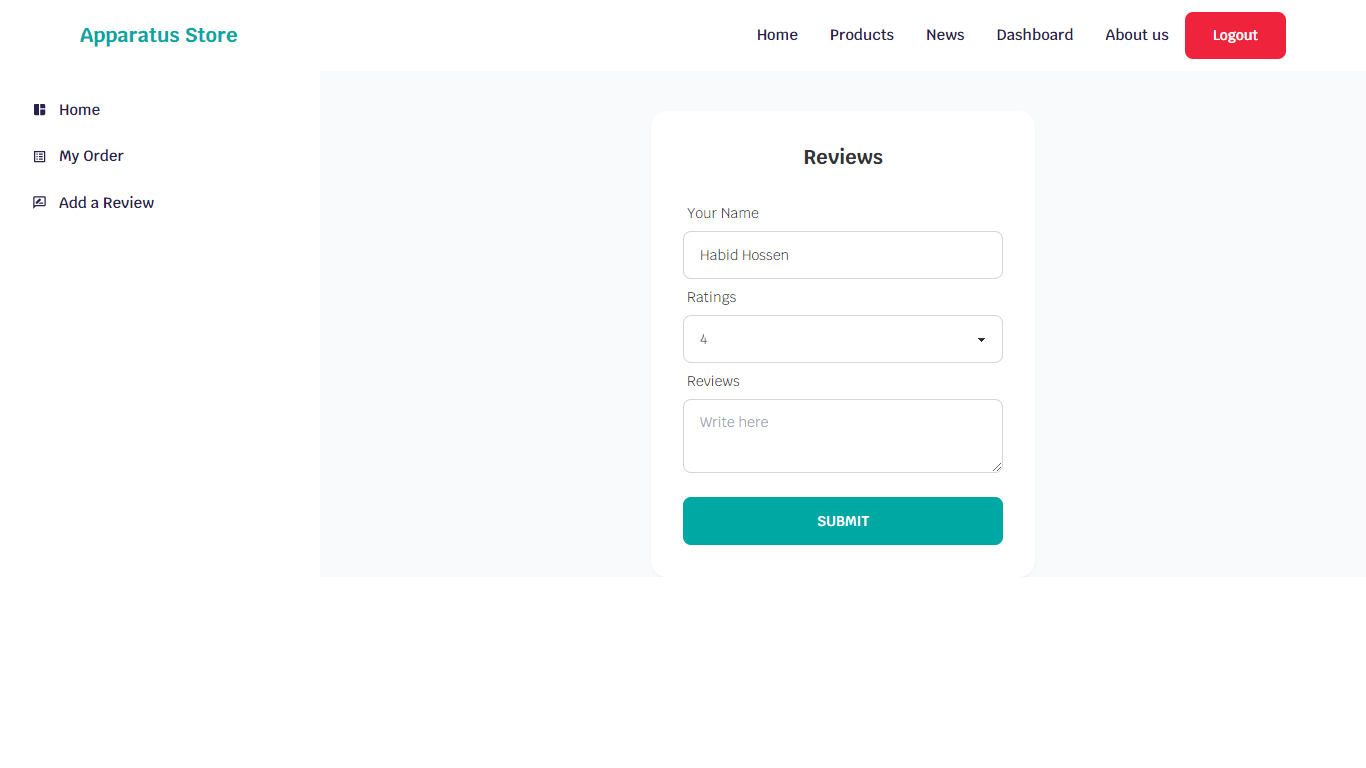 Apparatus Store
Home Products News Dashboard About us Logout
Home
My Order
Add a Review
Reviews
Your Name
Habid Hossen
Ratings
4
Reviews
Write here
SUBMIT